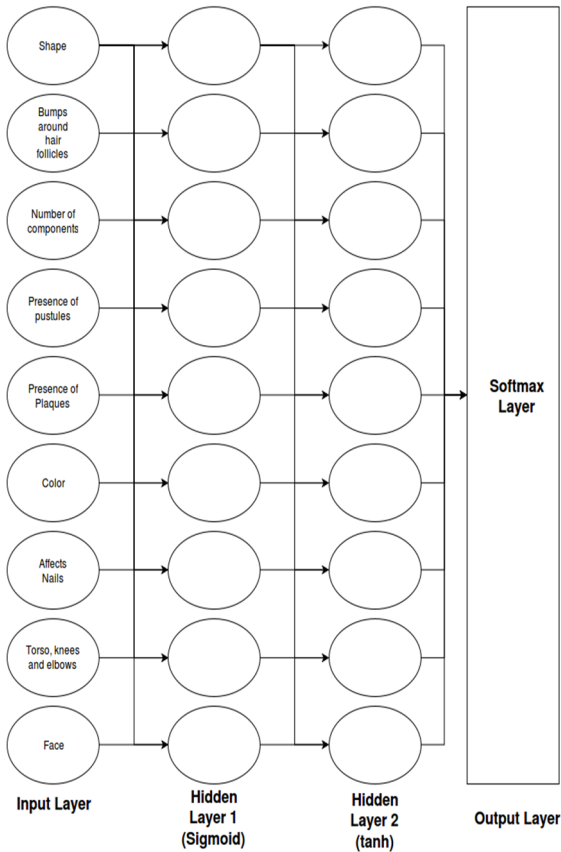 Shape
Bumps
around
hair
follicles
Number of
components
Presence of
pustules
Presence of
Plaques
Color
Affects
Nails
Torso, knees
and elbows
Face
Softmax
Layer
Input Layer
Hidden
Layer 1
(Sigmoid)
Hidden
Layer 2
(tanh)
Output Layer